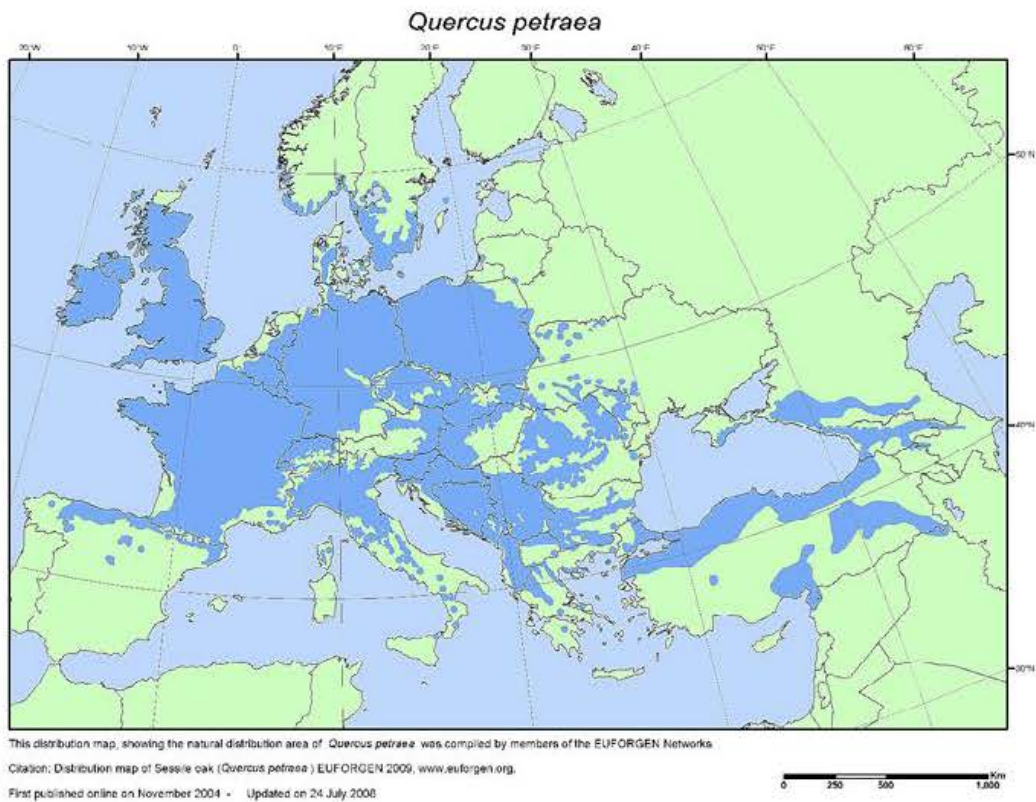 Quercus petraea
20°W 10°W 0° 10°E 20°E 30°E 40°E 50°E 60°E
50°N
40°N
30°N
This distribution map, showing the natural distribution area of Quercus petraea was compiled by members of the EUFORGEN Networks
Citation: Distribution map of Sessile oak (Quercus petraea) EUFORGEN 2009, www.euforgen.org.
First published online on November 2004 - Updated on 24 July 2008
Km
0 250 500 1,000